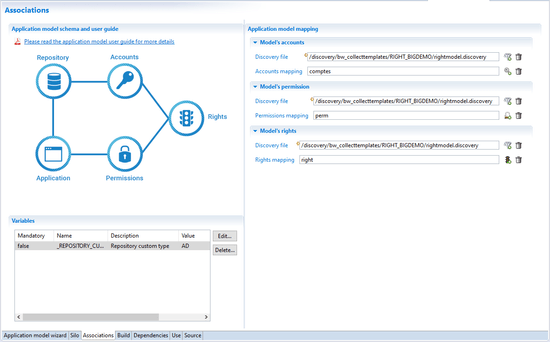 Associations
Application model schema and user guide
Please read the application model user guide for more details
Repository
Accounts
Rights
Application
Permissions
Variables
Mandatory Name Description Value
false _REPOSITORY_CU... Repository custom type AD
Edit...
Delete...
Application model mapping
Model's accounts
Discovery file /discovery/bw_collecttemplates/RIGHT_BIGDEMO/rightmodel.discovery
Accounts mapping comptes
Model's permission
Discovery file /discovery/bw_collecttemplates/RIGHT_BIGDEMO/rightmodel.discovery
Permissions mapping perm
Model's rights
Discovery file /discovery/bw_collecttemplates/RIGHT_BIGDEMO/rightmodel.discovery
Rights mapping right
Application model wizard Silo Associations Build Dependencies Use Source